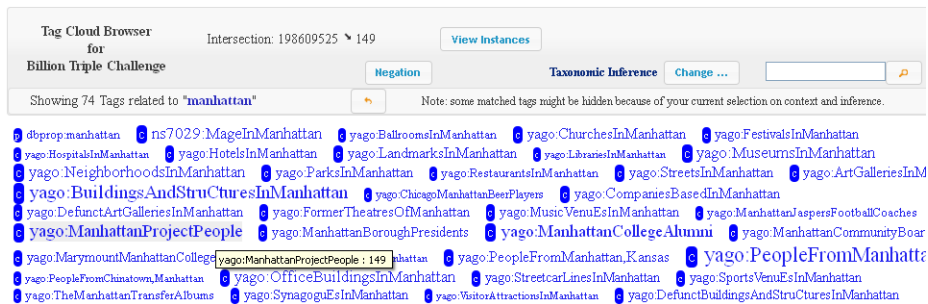 Tag Cloud Browser
for
Billion Triple Challenge
Intersection: 198609525 ➘ 149
View Instances
Negation
Taxonomic Inference Change ...
Showing 74 Tags related to "manhattan"
Note: some matched tags might be hidden because of your current selection on context and inference.
p dbprop:manhattan c ns7029:MageInManhattan c yago:BallroomsInManhattan c yago:ChurchesInManhattan c yago:FestivalsInManhattan
c yago:HospitalsInManhattan c yago:HotelsInManhattan c yago:LandmarksInManhattan c yago:LibrariesInManhattan c yago:MuseumsInManhattan
c yago:NeighborhoodsInManhattan c yago:ParksInManhattan c yago:RestaurantsInManhattan c yago:StreetsInManhattan c yago:ArtGalleriesInM
c yago:BuildingsAndStruCturesInManhattan c yago:ChicagoManhattanBeerPlayers c yago:CompaniesBasedInManhattan
c yago:DefunctArtGalleriesInManhattan c yago:FormerTheatresOfManhattan c yago:MusicVenuEsInManhattan c yago:ManhattanJaspersFootballCoaches
c yago:ManhattanProjectPeople c yago:ManhattanBoroughPresidents c yago:ManhattanCollegeAlumni c yago:ManhattanCommunityBoar
c yago:MarymountManhattanCollege yago:ManhattanProjectPeople : 149 hattan c yago:PeopleFromManhattan,Kansas c yago:PeopleFromManhatta
c yago:PeopleFromChinatown,Manhattan c yago:OfficeBuildingsInManhattan c yago:StreetcarLinesInManhattan c yago:SportsVenuEsInManhattan
c yago:TheManhattanTransferAlbums c yago:SynagoguEsInManhattan c yago:VisitorAttractionsInManhattan c yago:DefunctBuildingsAndStruCturesInManhattan